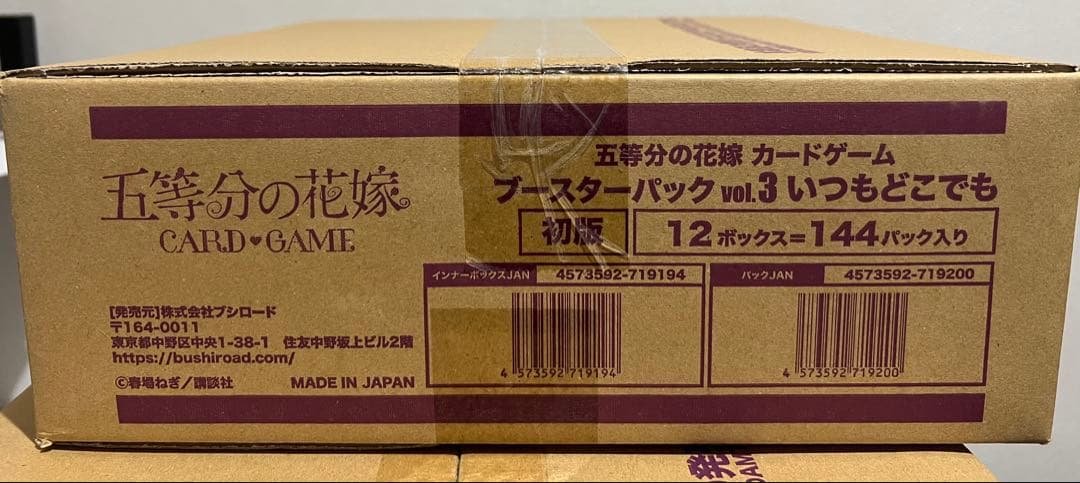 五等分の花嫁
CARD♥GAME
[発売元]株式会社ブシロード
〒164-0011
東京都中野区中央1-38-1 住友中野坂上ビル2階
https://bushiroad.com/
©春場ねぎ／講談社 MADE IN JAPAN
五等分の花嫁 カードゲーム
ブースターパック vol.3 いつもどこでも
初版
12ボックス=144パック入り
インナーボックスJAN 4573592-719194
4 573592 719194
パックJAN 4573592-719200
4 573592 719200
発